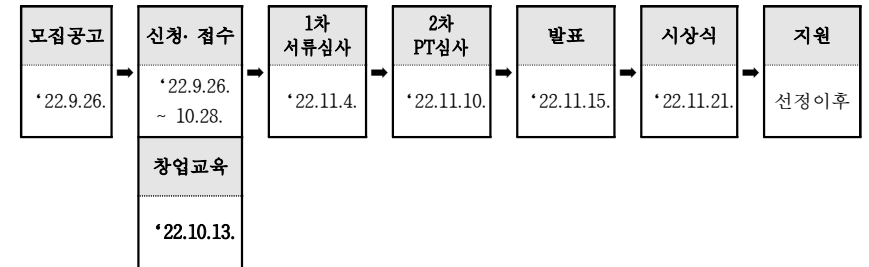 모집공고
신청· 접수
1차
서류심사
2차
PT심사
발표
시상식
지원
‘22.9.26.
‘22.9.26.
~ 10.28.
‘22.11.4.
‘22.11.10.
‘22.11.15.
‘22.11.21.
선정이후
창업교육
‘22.10.13.